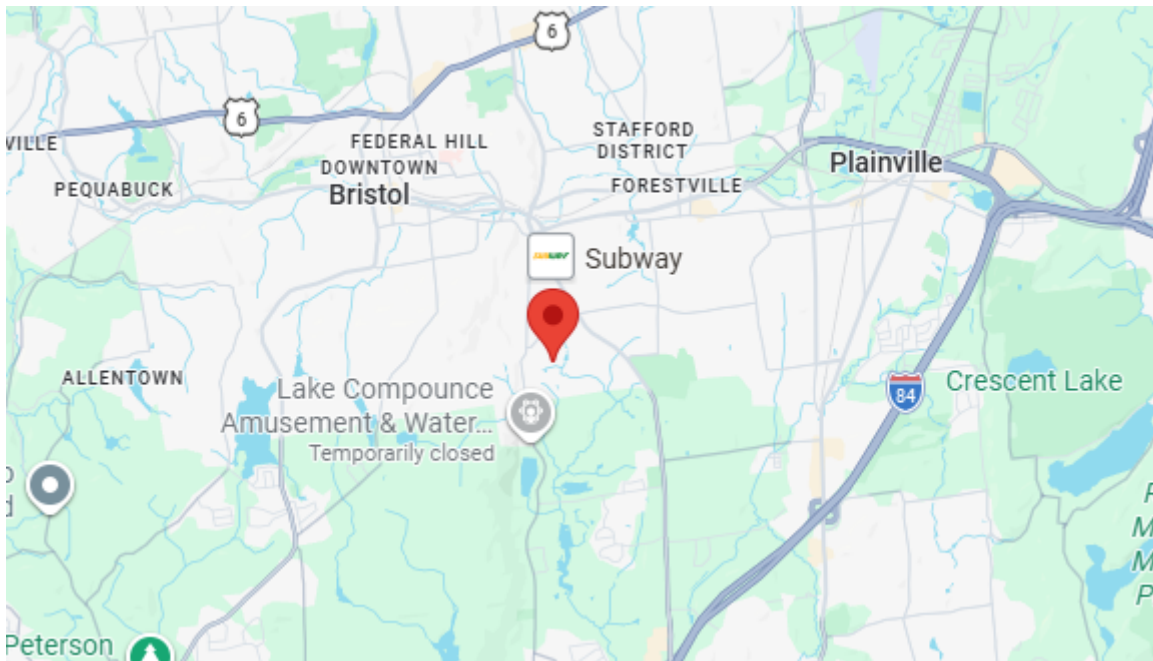 6
6
VILLE
FEDERAL HILL
STAFFORD
DISTRICT
DOWNTOWN
Plainville
PEQUABUCK
Bristol
FORESTVILLE
SUBWAY
Subway
ALLENTOWN
Lake Compounce
Amusement & Water...
Temporarily closed
84
Crescent Lake
d
M
M
P
Peterson